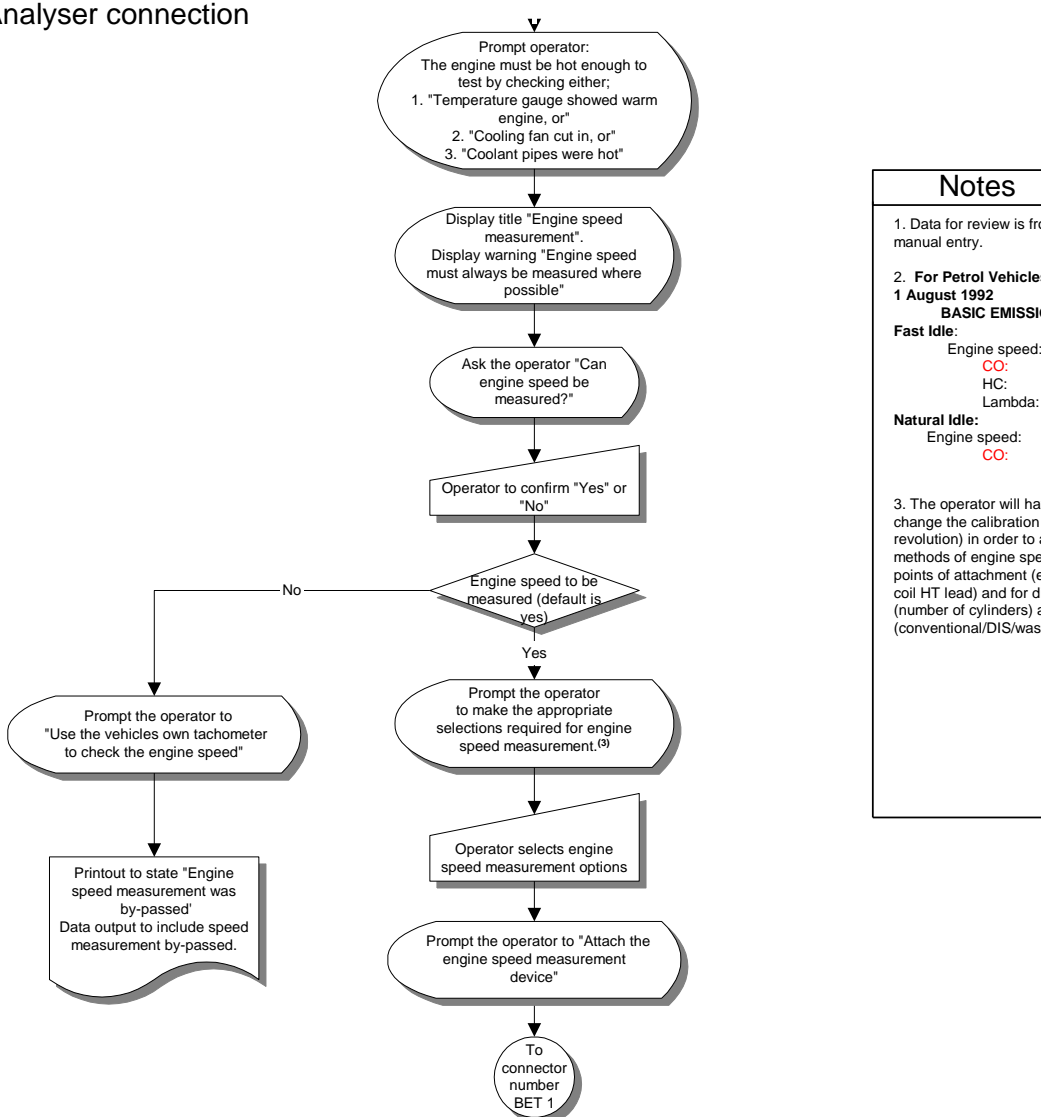 Analyser connection
Prompt operator:
The engine must be hot enough to
test by checking either;
1. "Temperature gauge showed warm
engine, or"
2. "Cooling fan cut in, or"
3. "Coolant pipes were hot"
Display title "Engine speed
measurement".
Display warning "Engine speed
must always be measured where
possible"
Ask the operator "Can
engine speed be
measured?"
Operator to confirm "Yes" or
"No"
Engine speed to be
measured (default is
yes)
No
Yes
Prompt the operator to
"Use the vehicles own tachometer
to check the engine speed"
Printout to state "Engine
speed measurement was
by-passed'
Data output to include speed
measurement by-passed.
Prompt the operator
to make the appropriate
selections required for engine
speed measurement.(3)
Operator selects engine
speed measurement options
Prompt the operator to "Attach the
engine speed measurement
device"
To
connector
number
BET 1
Notes
1. Data for review is
manual entry.
2. For Petrol Vehicles
1 August 1992
BASIC
Fast Idle:
Engine speed:
CO:
HC:
Lambda:
Natural Idle:
Engine speed:
CO:
3. The operator will
change the calibration
revolution) in order to
methods of engine
points of attachment
coil HT lead) and for
(number of cylinders)
(conventional/DIS/